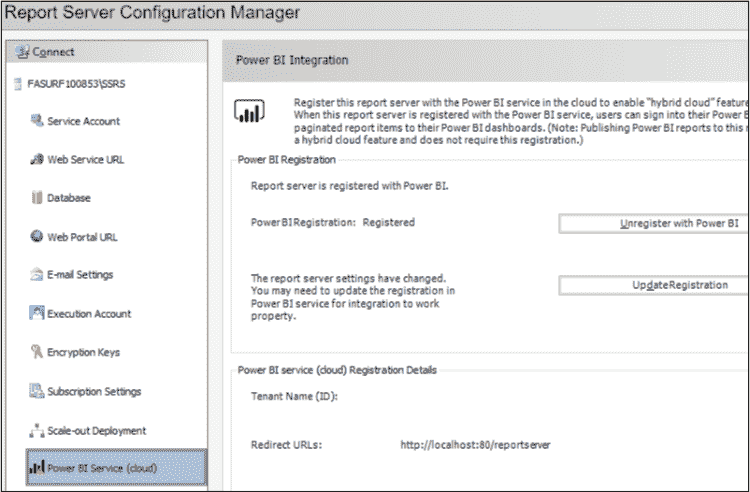 Report Server Configuration Manager
Connect
FASURF100853\SSRS
Service Account
Web Service URL
Database
Web Portal URL
E-mail Settings
Execution Account
Encryption Keys
Subscription Settings
Scale-out Deployment
Power BI Service (cloud)
Power BI Integration
Register this report server with the Power BI service in the cloud to enable "hybrid cloud" feature
When this report server is registered with the Power BI service, users can sign into their Power B
paginated report items to their Power BI dashboards. (Note: Publishing Power BI reports to this r
a hybrid cloud feature and does not require this registration.)
Power BI Registration
Report server is registered with Power BI.
PowerBIRegistration: Registered
Unregister with Power BI
The report server settings have changed.
You may need to update the registration in
Power BI service for integration to work
property.
UpdateRegistration
Power BI service (cloud) Registration Details
Tenant Name (ID):
Redirect URLs: http://localhost:80/reportserver